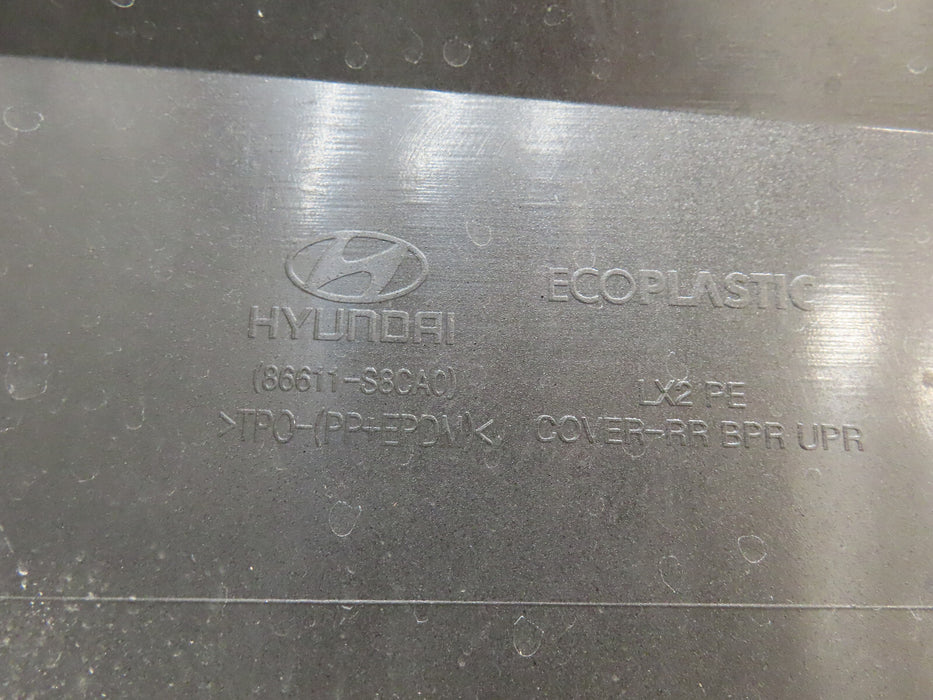 HYUNDAI
ECOPLASTIC
(86611-S8CA0)
LX2 PE
>TPO-(PP+EPDM)<
COVER-RR BPR UPR